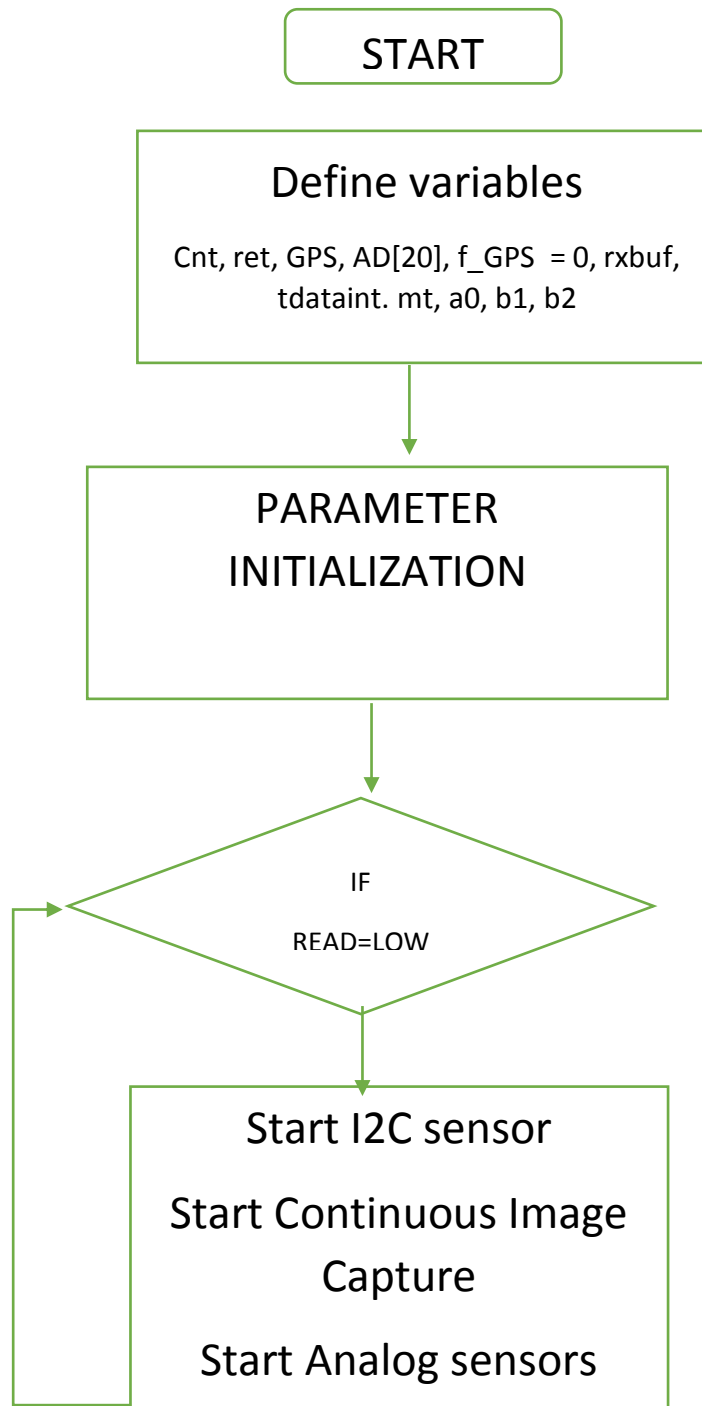 START
Define variables
Cnt, ret, GPS, AD[20], f_GPS = 0, rxbuf,
tdataint. mt, a0, b1, b2
PARAMETER
INITIALIZATION
IF
READ=LOW
Start I2C sensor
Start Continuous Image
Capture
Start Analog sensors